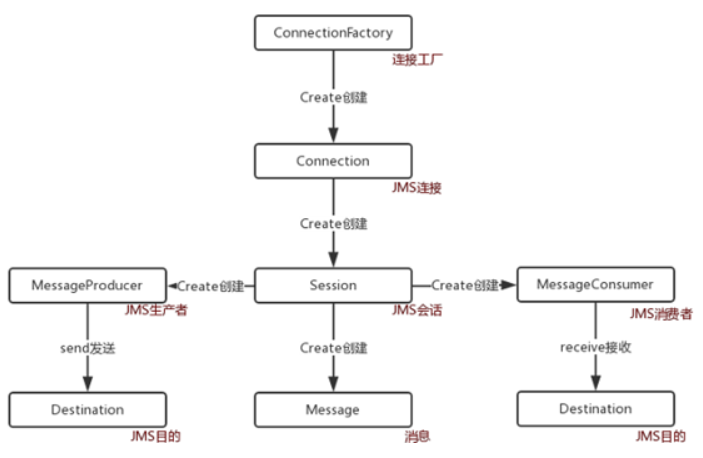 ConnectionFactory
连接工厂
Create创建
Connection
JMS连接
Create创建
MessageProducer
Create创建
Session
Create创建
MessageConsumer
JMS生产者
JMS会话
JMS消费者
send发送
Create创建
receive接收
Destination
Message
Destination
JMS目的
消息
JMS目的